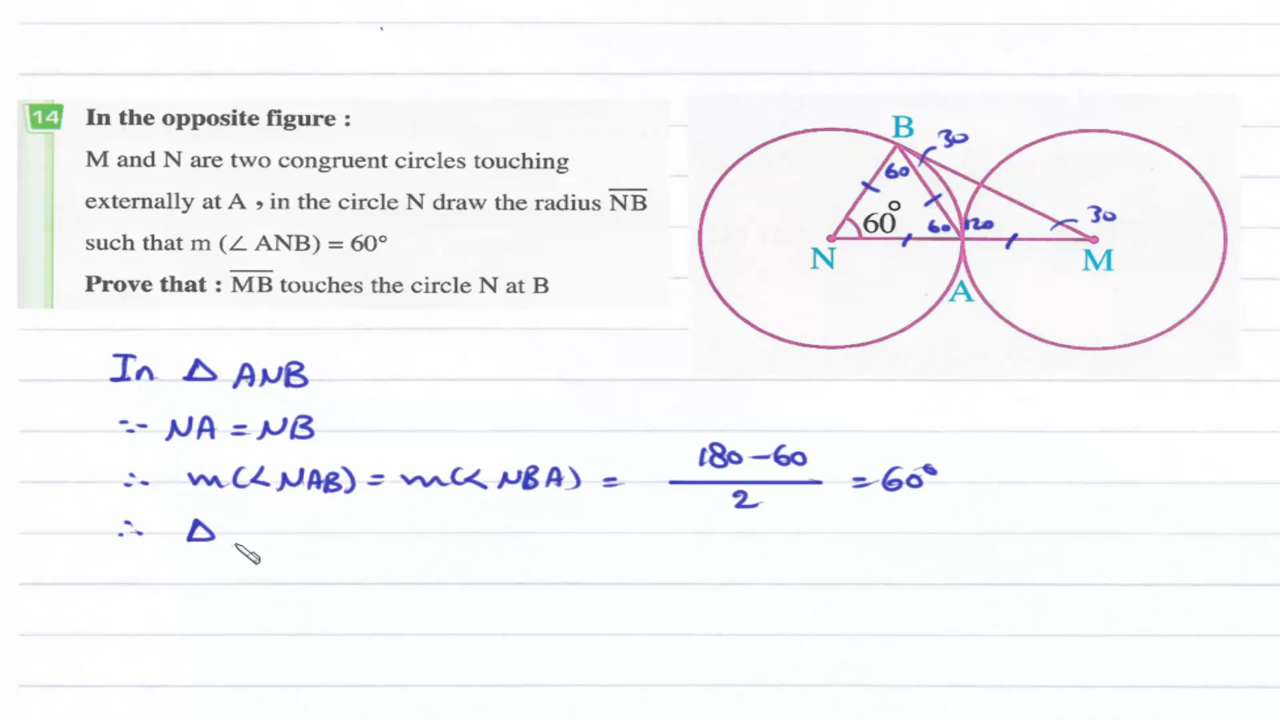 14 In the opposite figure :
M and N are two congruent circles touching
externally at A , in the circle N draw the radius N̅B̅
such that m (∠ ANB) = 60°
Prove that : M̅B̅ touches the circle N at B
B
30
60
60°
60
120
30
N
M
A
In △ ANB
∵ NA = NB
∴ m(∠NAB) = m(∠NBA) = (180-60)/2 = 60°
∴ △